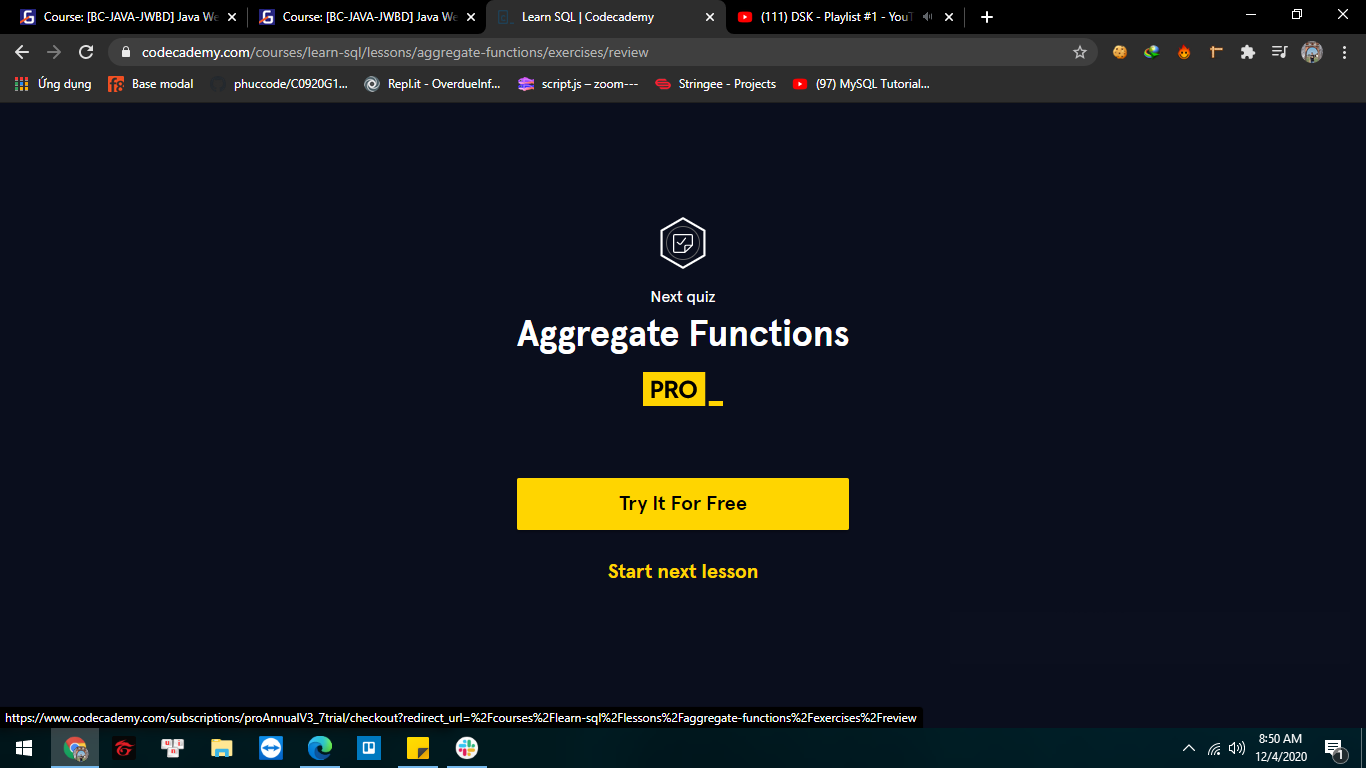 Course: [BC-JAVA-JWBD] Java We
Course: [BC-JAVA-JWBD] Java We
Learn SQL | Codecademy
(111) DSK - Playlist #1 - YouT
codecademy.com/courses/learn-sql/lessons/aggregate-functions/exercises/review
Ứng dụng
Base modal
phuccode/C0920G1...
Repl.it - OverdueInf...
script.js – zoom---
Stringee - Projects
(97) MySQL Tutorial...
Next quiz
Aggregate Functions
PRO _
Try It For Free
Start next lesson
https://www.codecademy.com/subscriptions/proAnnualV3_7trial/checkout?redirect_url=%2Fcourses%2Flearn-sql%2Flessons%2Faggregate-functions%2Fexercises%2Freview
8:50 AM
12/4/2020
1